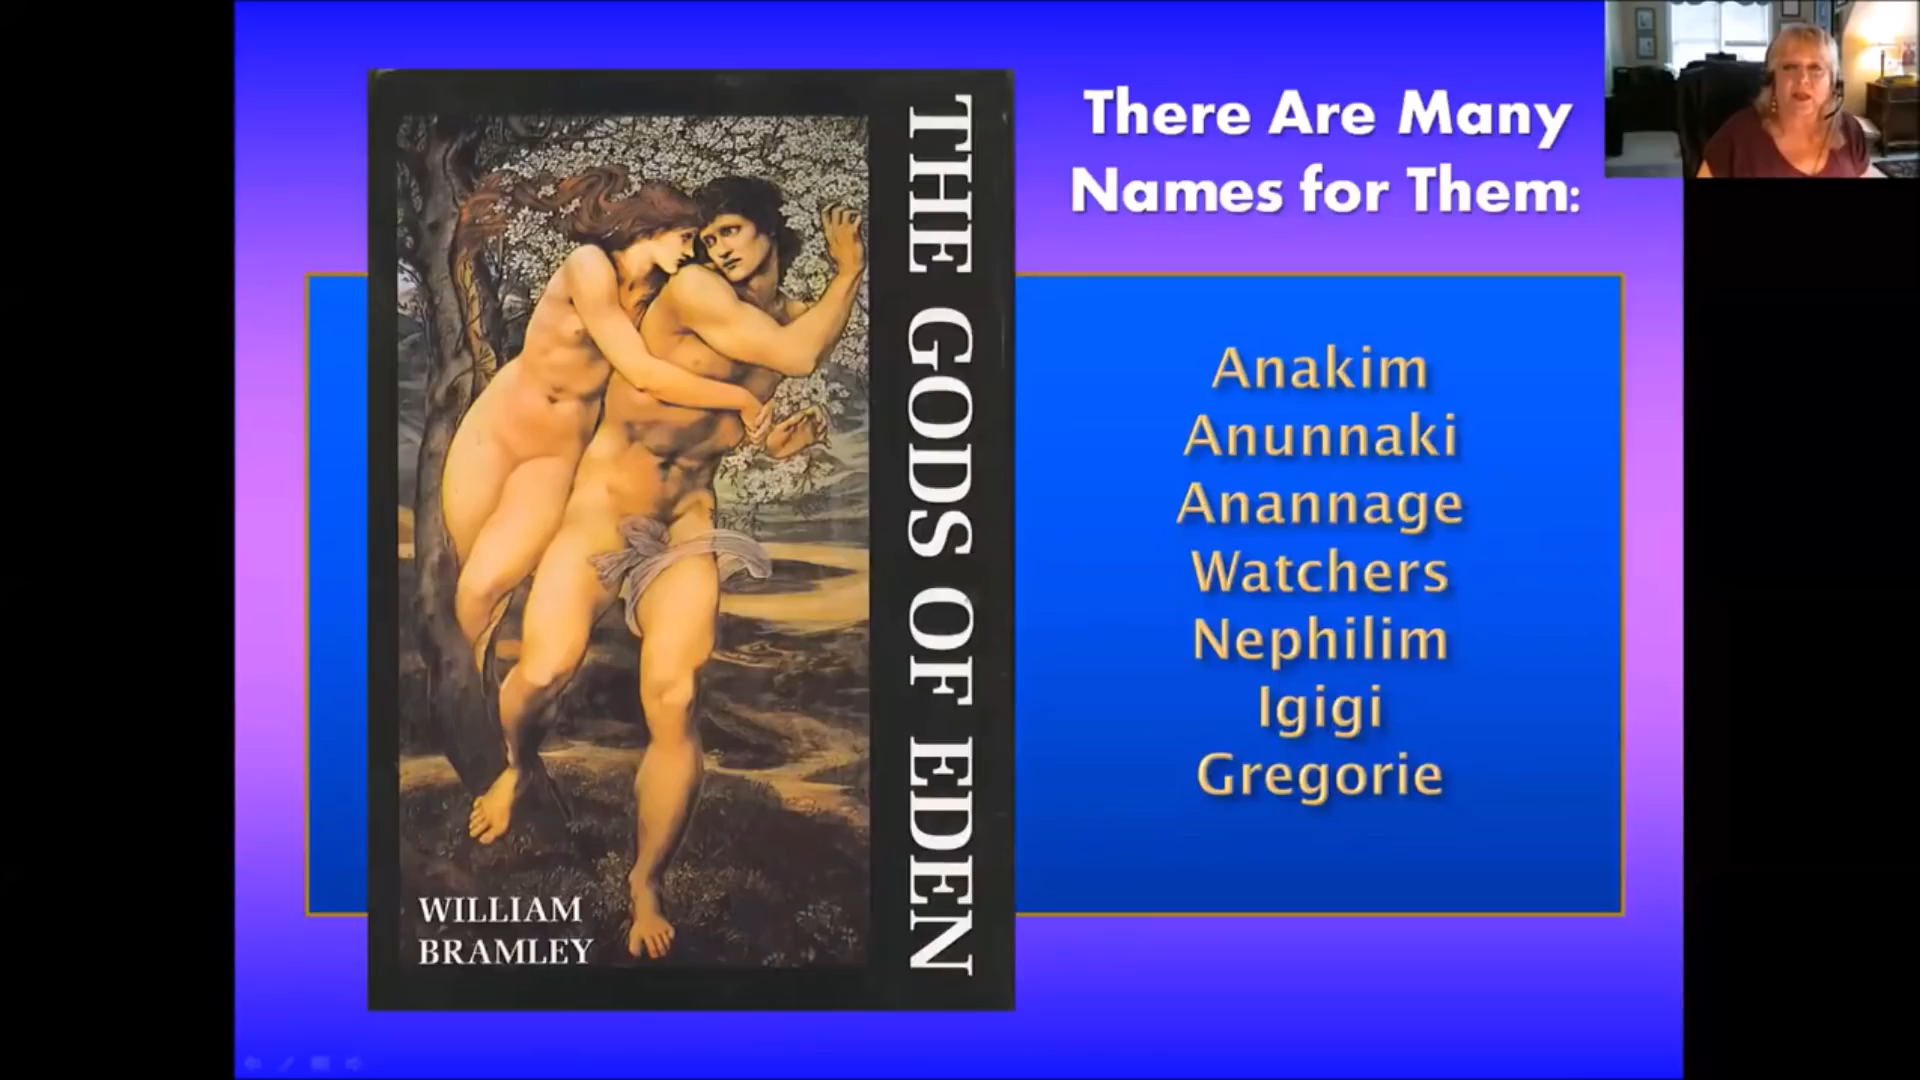 THE GODS OF EDEN
WILLIAM
BRAMLEY
There Are Many
Names for Them:
Anakim
Anunnaki
Anannage
Watchers
Nephilim
Igigi
Gregorie